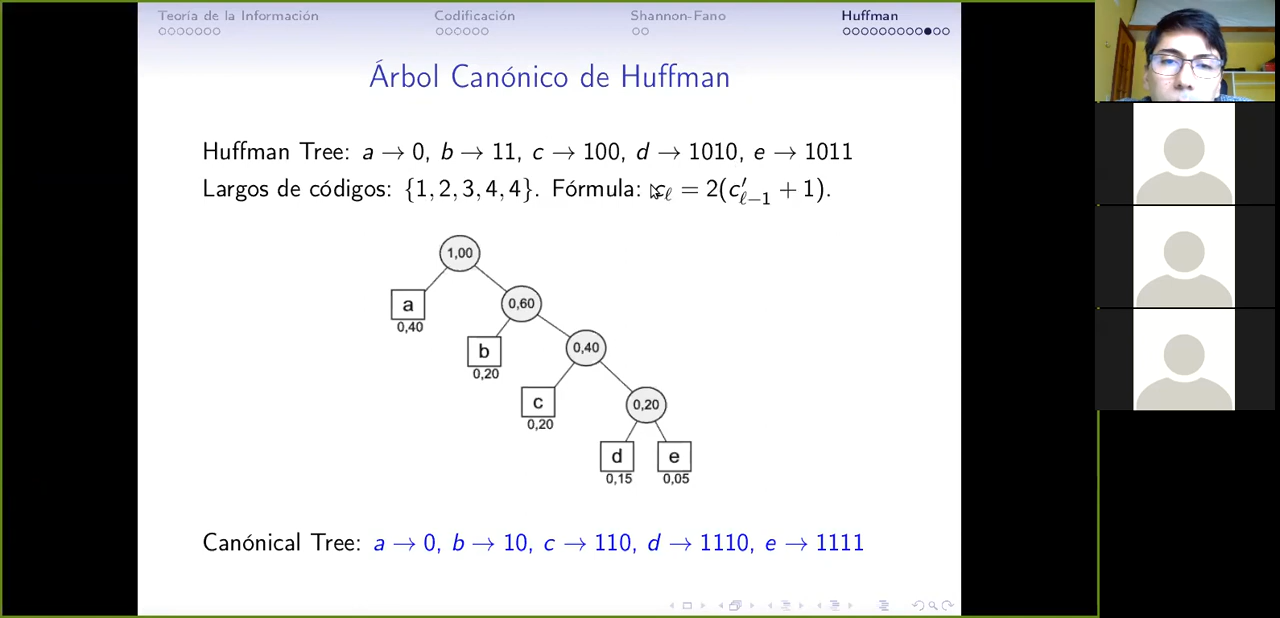 Teoría de la Información Codificación Shannon-Fano Huffman
Árbol Canónico de Huffman
Huffman Tree: a → 0, b → 11, c → 100, d → 1010, e → 1011
Largos de códigos: {1, 2, 3, 4, 4}. Fórmula: cℓ = 2(c′ℓ−1 + 1).
1,00
a
0,40
0,60
b
0,20
0,40
c
0,20
0,20
d
0,15
e
0,05
Canónical Tree: a → 0, b → 10, c → 110, d → 1110, e → 1111